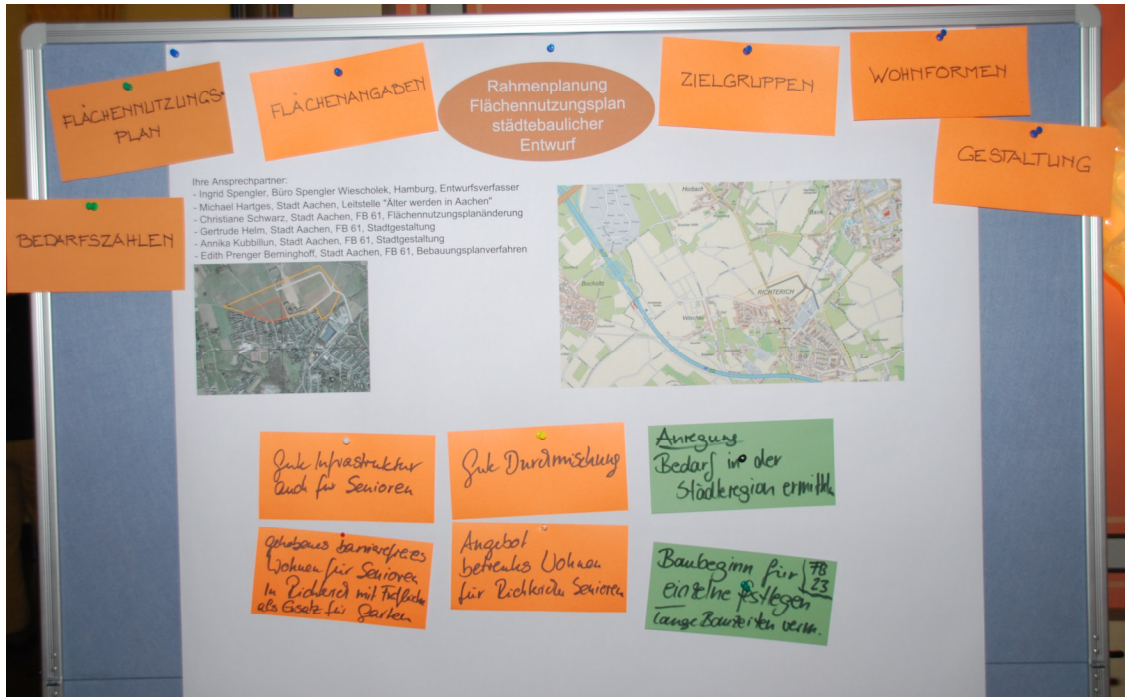 FLÄCHENNUTZUNGS-
PLAN
FLÄCHENANGABEN
Rahmenplanung
Flächennutzungsplan
städtebaulicher
Entwurf
ZIELGRUPPEN
WOHNFORMEN
GESTALTUNG
BEDARFSZAHLEN
Ihre Ansprechpartner:
- Ingrid Spengler, Büro Spengler Wiescholek, Hamburg, Entwurfsverfasser
- Michael Hartges, Stadt Aachen, Leitstelle "Älter werden in Aachen"
- Christiane Schwarz, Stadt Aachen, FB 61, Flächennutzungsplanänderung
- Gertrude Helm, Stadt Aachen, FB 61, Stadtgestaltung
- Annika Kubbillun, Stadt Aachen, FB 61, Stadtgestaltung
- Edith Prenger Berninghoff, Stadt Aachen, FB 61, Bebauungsplanverfahren
Horbach
Bank
Bocholtz
Vetschau
RICHTERICH
Gute Infrastruktur
auch für Senioren
Gute Durchmischung
Anregung
Bedarf in der
Städteregion ermitteln
gehobenes barrierefreies
Wohnen für Senioren
in Richterich mit
als Ersatz für Garten
Angebot
betreutes Wohnen
für Richterich Senioren
Baubeginn für FB
einzelne festlegen 23
lange Bauzeiten verm.